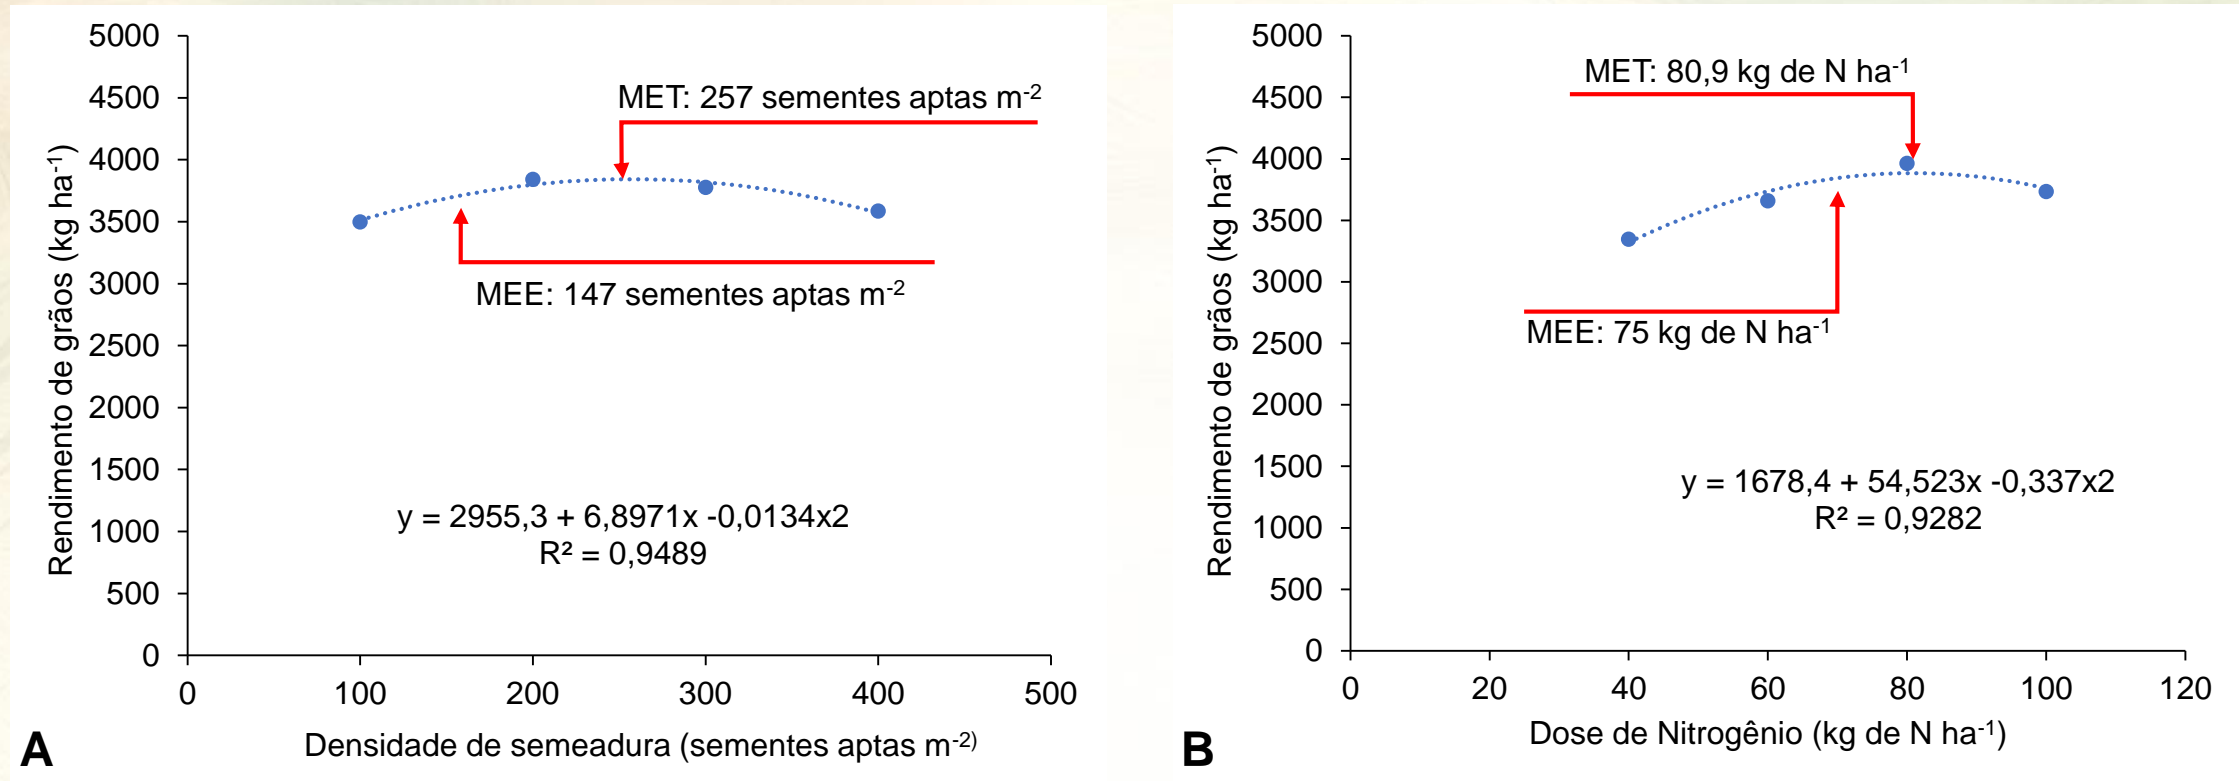 5000
4500
4000
3500
3000
2500
2000
1500
1000
500
0
Rendimento de grãos (kg ha⁻¹)
MET: 257 sementes aptas m⁻²
MEE: 147 sementes aptas m⁻²
y = 2955,3 + 6,8971x -0,0134x2
R² = 0,9489
0 100 200 300 400 500
Densidade de semeadura (sementes aptas m⁻²⁾
A
5000
4500
4000
3500
3000
2500
2000
1500
1000
500
0
Rendimento de grãos (kg ha⁻¹)
MET: 80,9 kg de N ha⁻¹
MEE: 75 kg de N ha⁻¹
y = 1678,4 + 54,523x -0,337x2
R² = 0,9282
0 20 40 60 80 100 120
Dose de Nitrogênio (kg de N ha⁻¹)
B